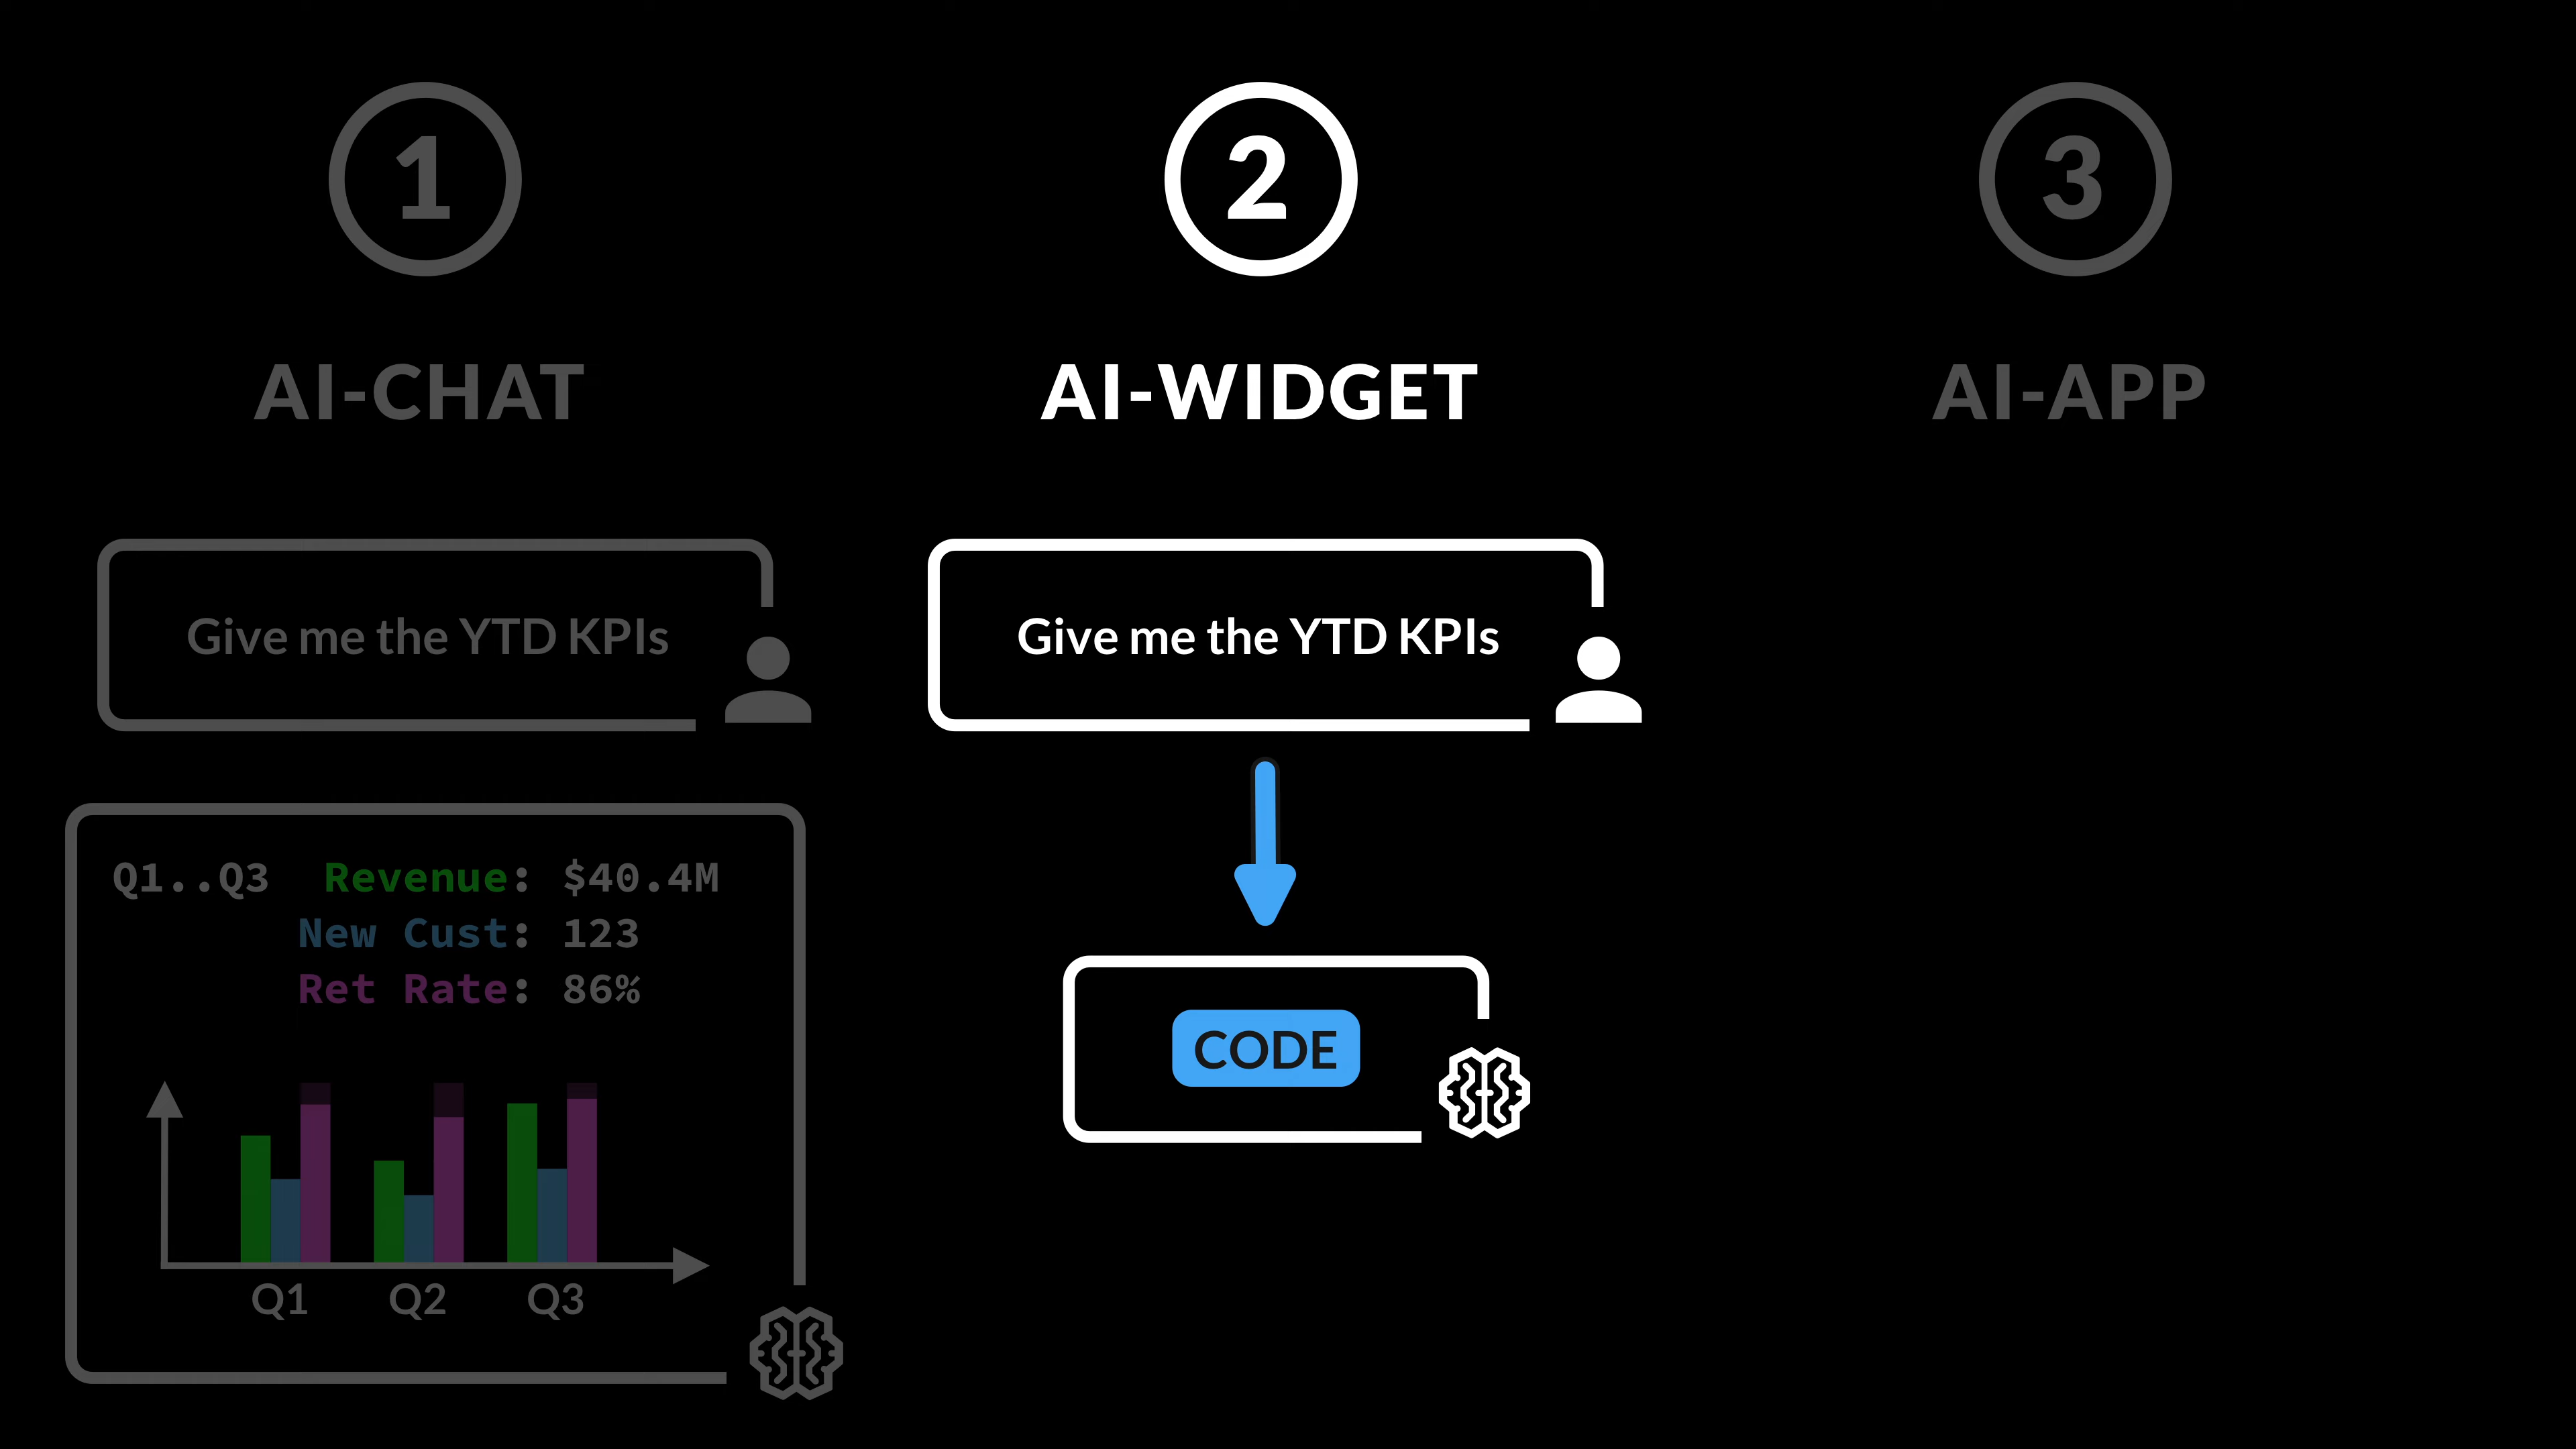 1
AI-CHAT
Give me the YTD KPIs
Q1..Q3 Revenue: $40.4M
New Cust: 123
Ret Rate: 86%
Q1 Q2 Q3
2
AI-WIDGET
Give me the YTD KPIs
CODE
3
AI-APP